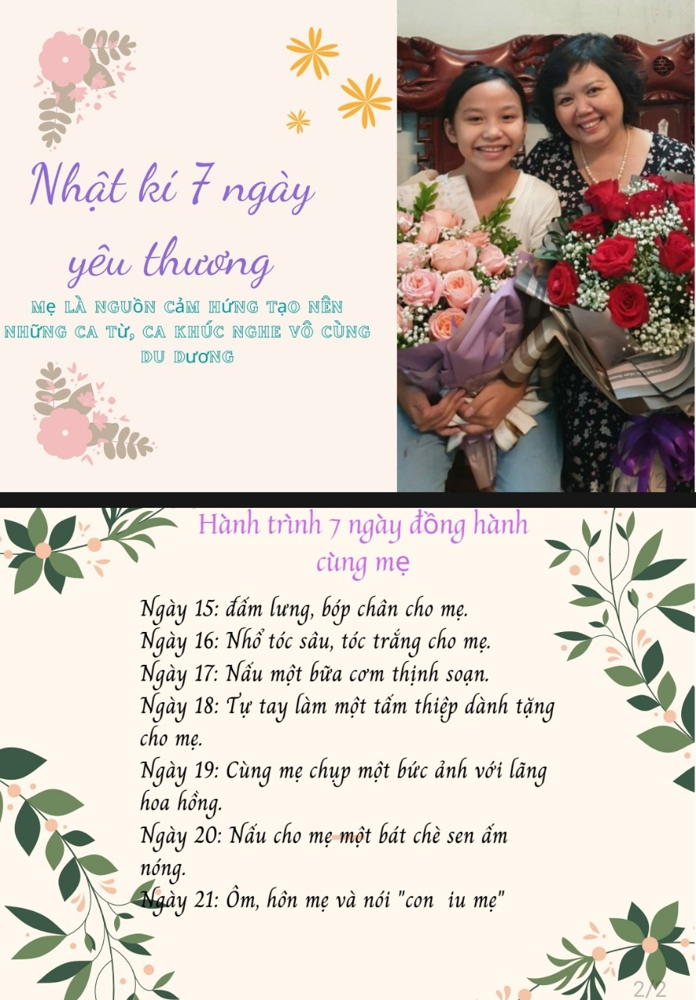 Nhật kí 7 ngày
yêu thương
Mẹ LÀ NGUồN CảM HứNG TạO NÊN
NHữNG CA Từ, CA KHÚC NGHE VÔ CÙNG
DU DươNG
Hành trình 7 ngày đồng hành
cùng mẹ
Ngày 15: đấm lưng, bóp chân cho mẹ.
Ngày 16: Nhổ tóc sâu, tóc trắng cho mẹ.
Ngày 17: Nấu một bữa cơm thịnh soạn.
Ngày 18: Tự tay làm một tấm thiệp dành tặng
cho mẹ.
Ngày 19: Cùng mẹ chụp một bức ảnh với lãng
hoa hồng.
Ngày 20: Nấu cho mẹ một bát chè sen ấm
nóng.
Ngày 21: Ôm, hôn mẹ và nói "con  iu mẹ"
2/2